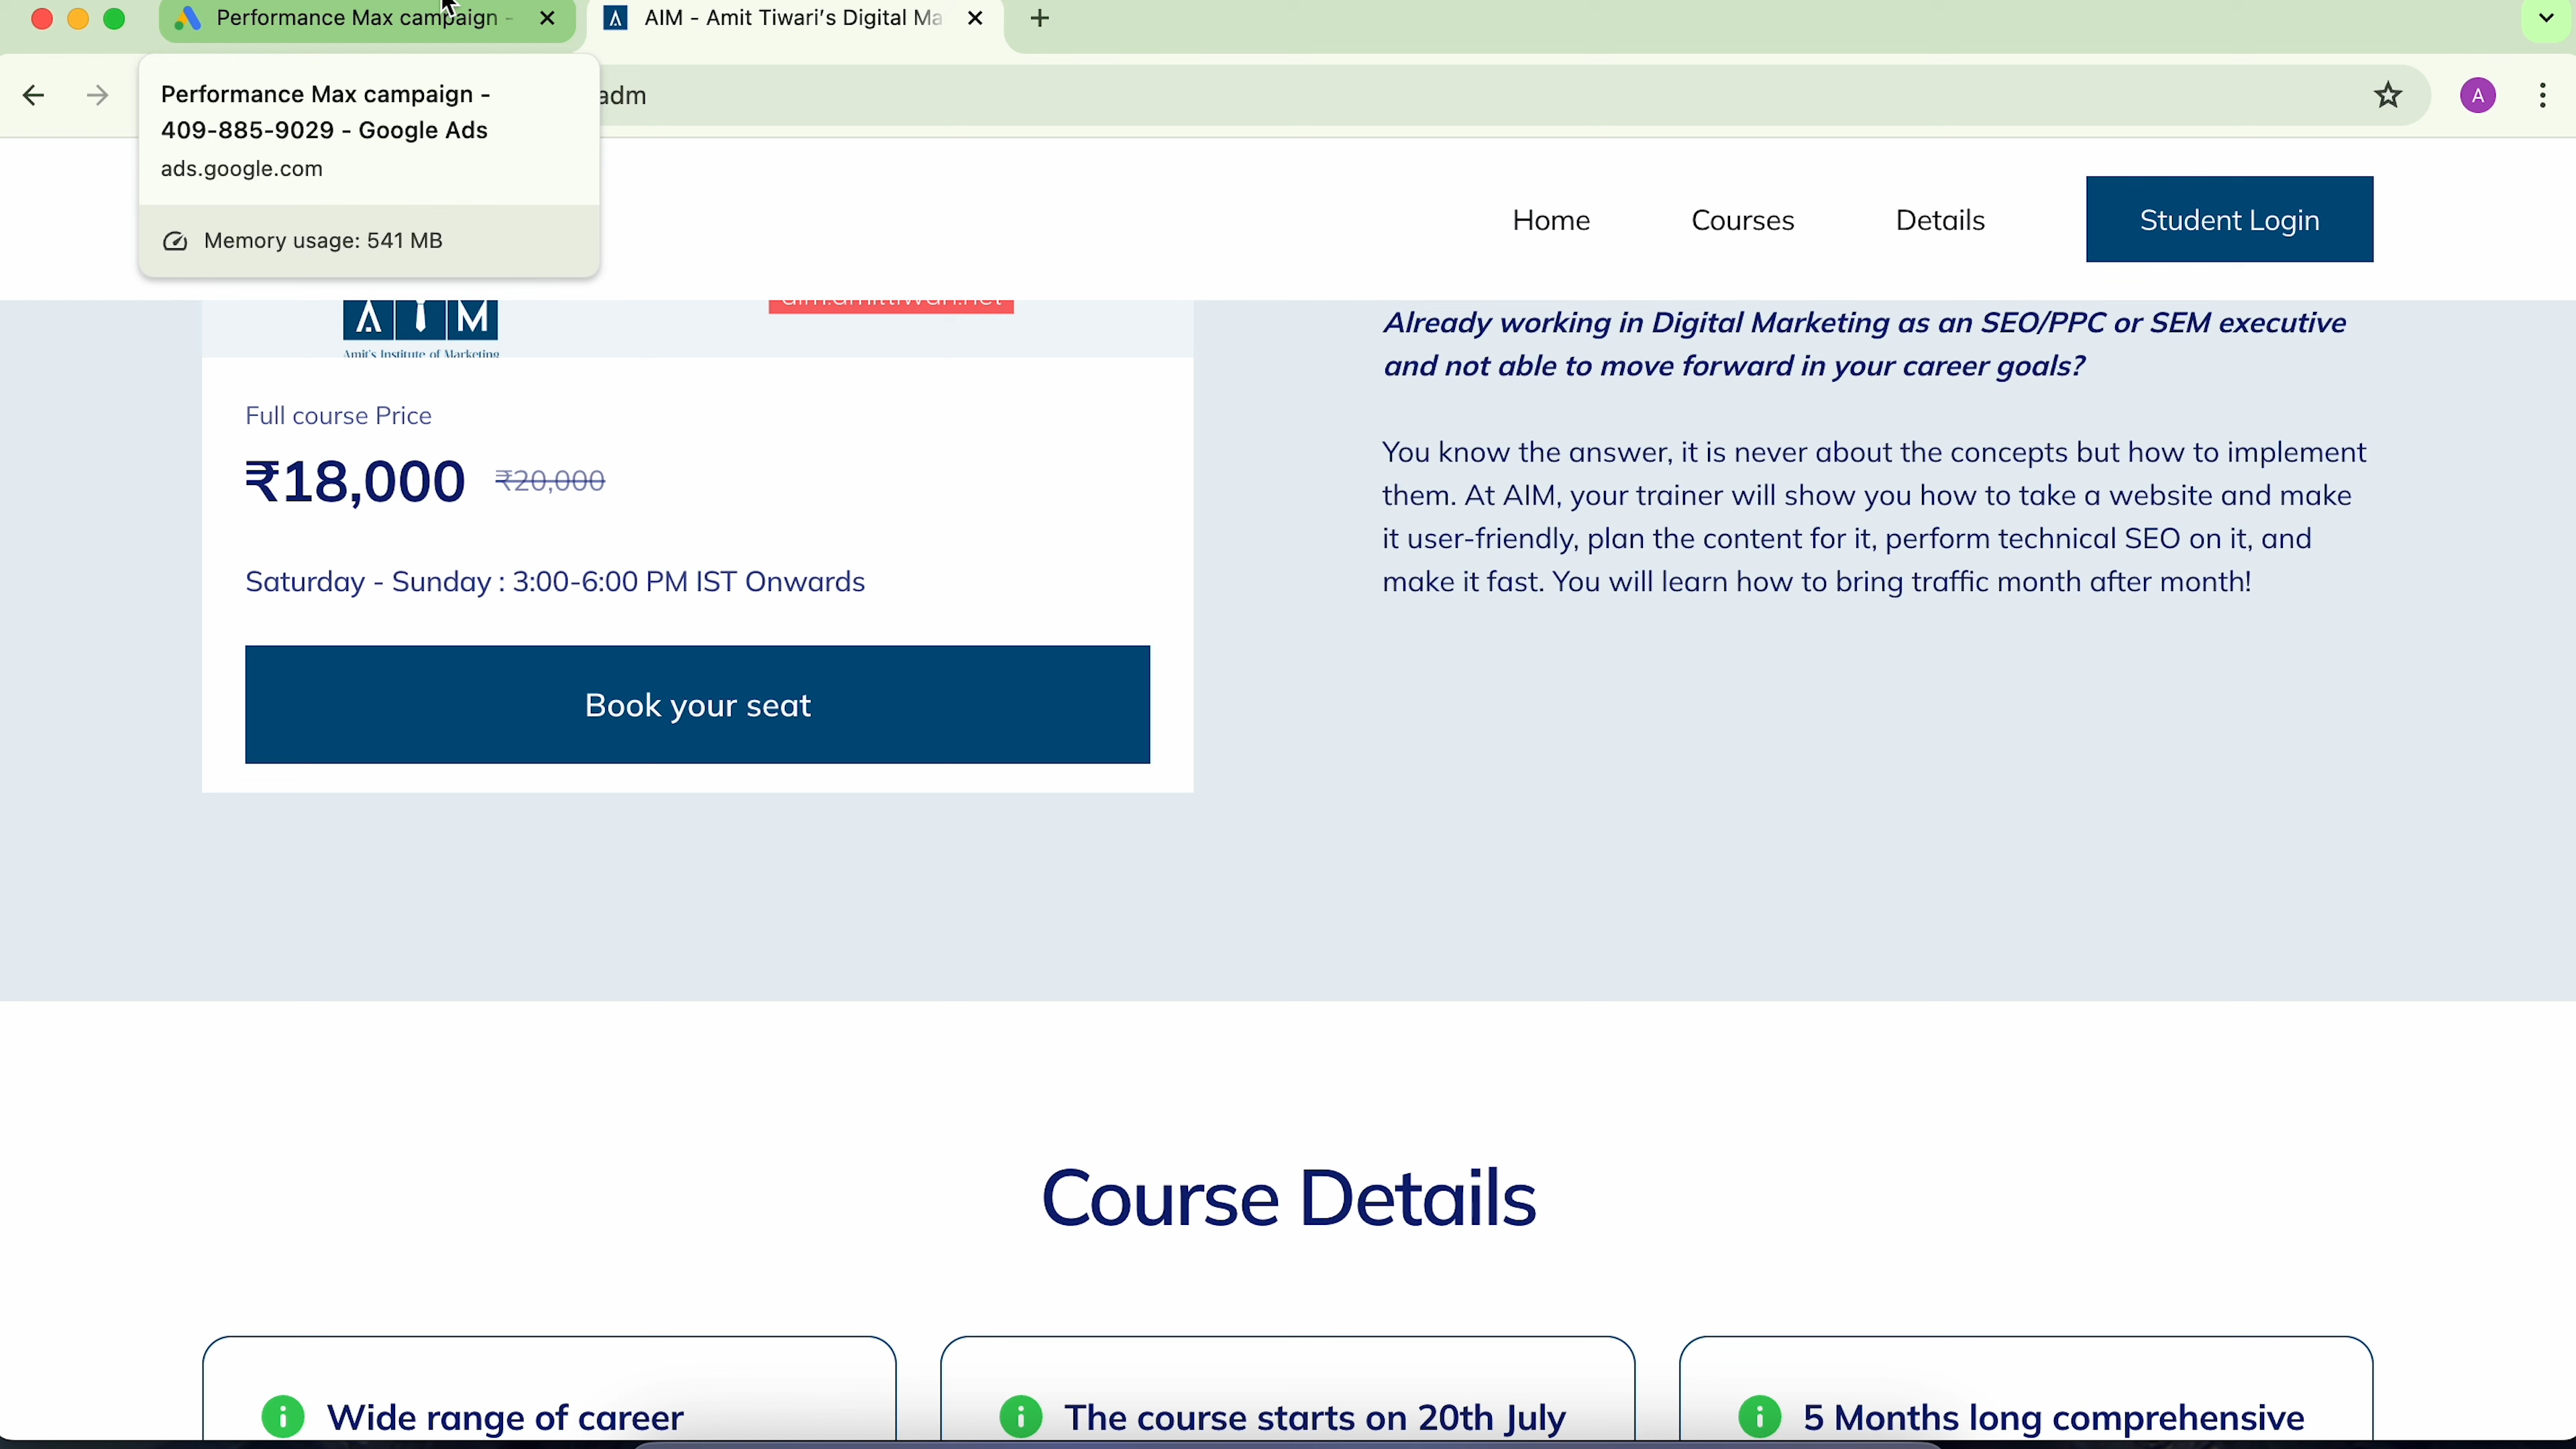 Performance Max campaign -
AIM - Amit Tiwari's Digital Ma
Performance Max campaign -
409-885-9029 - Google Ads
ads.google.com
Memory usage: 541 MB
adm
A
Home
Courses
Details
Student Login
AIM
Amit's Institute of Marketing
aim.amittiwari.net
Already working in Digital Marketing as an SEO/PPC or SEM executive
and not able to move forward in your career goals?
Full course Price
₹18,000 ₹20,000
You know the answer, it is never about the concepts but how to implement
them. At AIM, your trainer will show you how to take a website and make
it user-friendly, plan the content for it, perform technical SEO on it, and
make it fast. You will learn how to bring traffic month after month!
Saturday - Sunday : 3:00-6:00 PM IST Onwards
Book your seat
Course Details
Wide range of career
The course starts on 20th July
5 Months long comprehensive